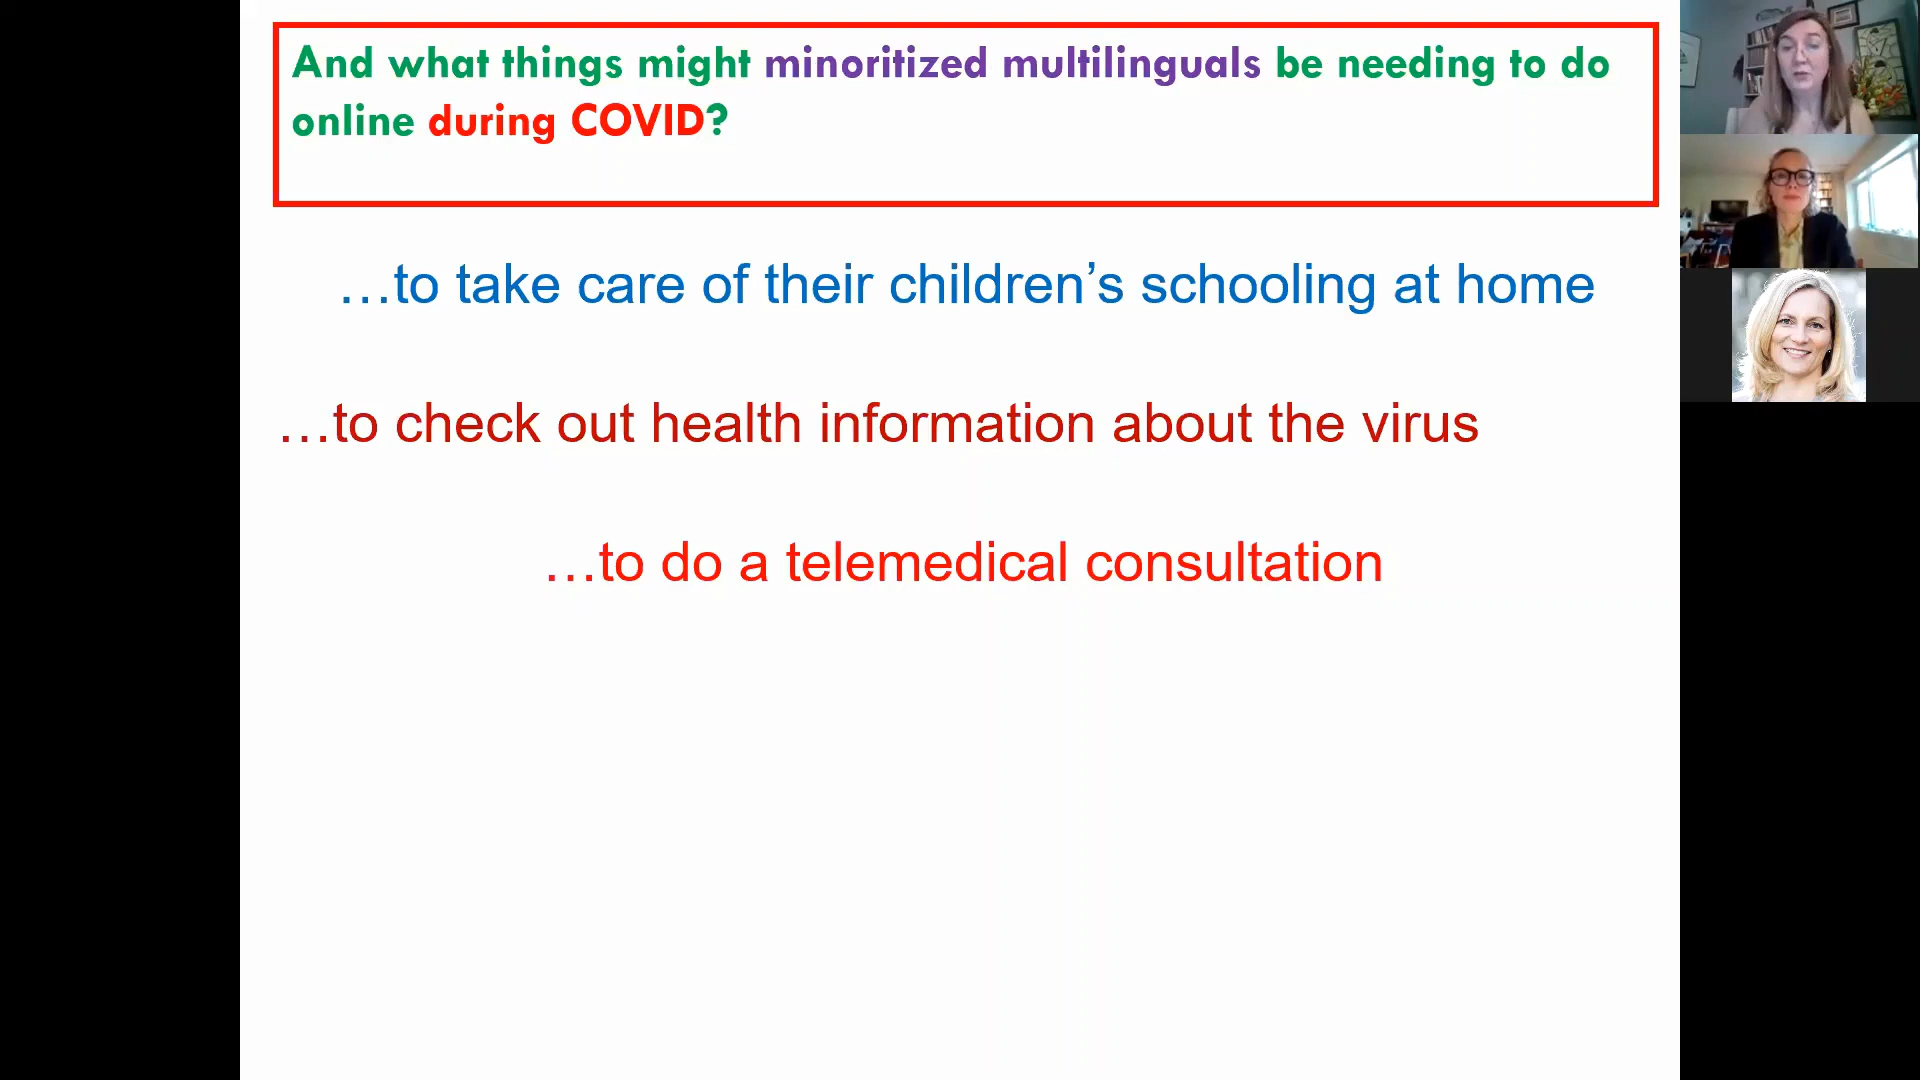 And what things might minoritized multilinguals be needing to do
online during COVID?
…to take care of their children’s schooling at home
…to check out health information about the virus
…to do a telemedical consultation